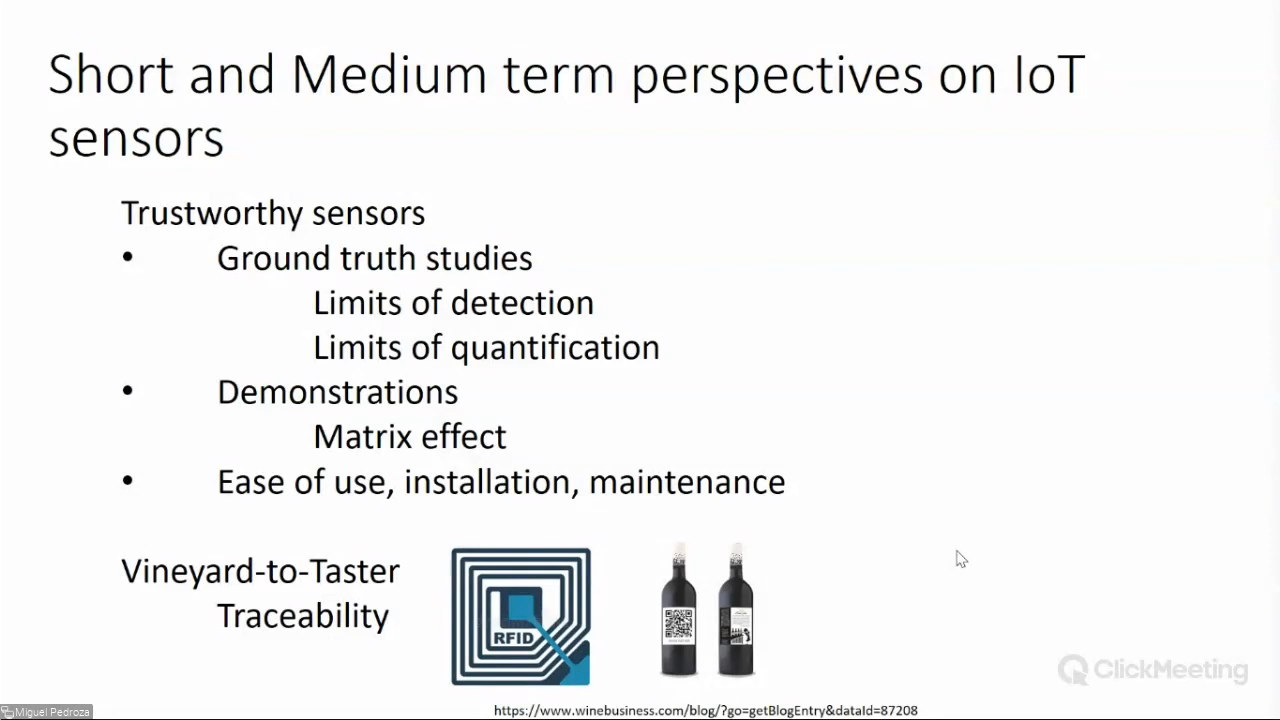 Short and Medium term perspectives on IoT
sensors
Trustworthy sensors
• Ground truth studies
Limits of detection
Limits of quantification
• Demonstrations
Matrix effect
• Ease of use, installation, maintenance
Vineyard-to-Taster
Traceability
RFID
ClickMeeting
https://www.winebusiness.com/blog/?go=getBlogEntry&dataId=87208
Miguel Pedroza